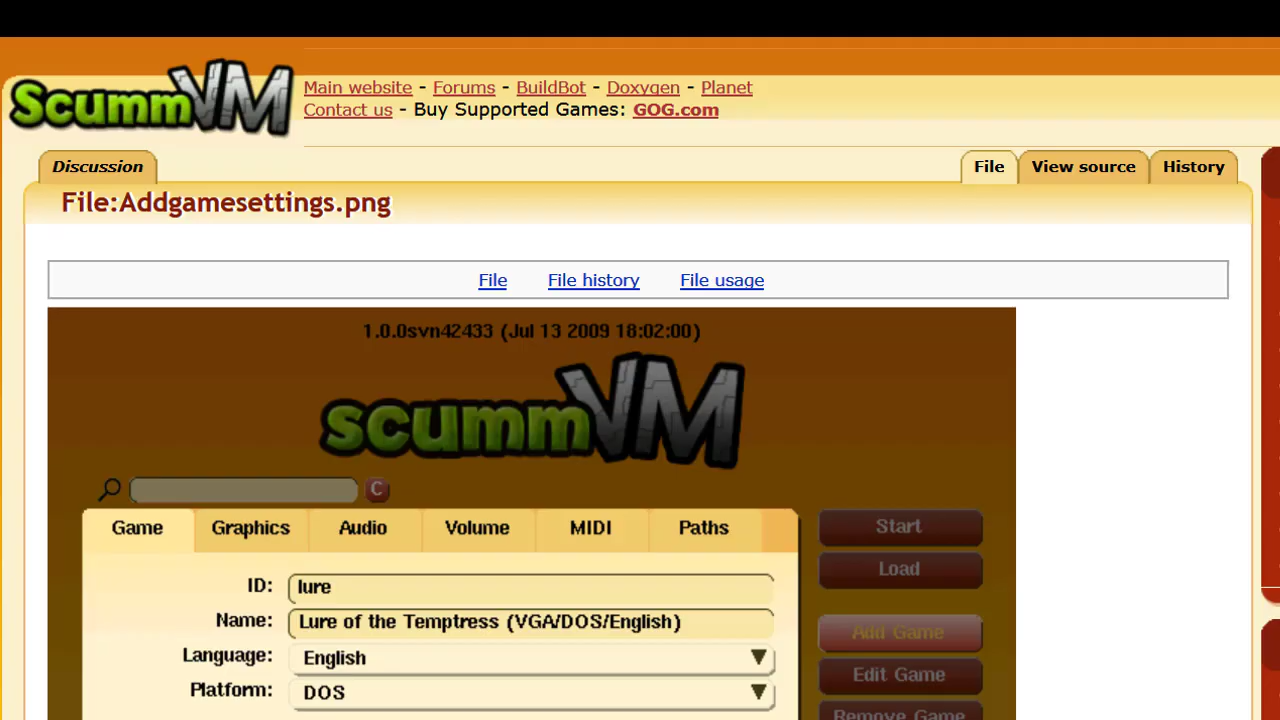 ScummVM
Main website - Forums - BuildBot - Doxygen - Planet
Contact us - Buy Supported Games: GOG.com
Discussion
File View source History
File:Addgamesettings.png
File File history File usage
1.0.0svn42433 (Jul 13 2009 18:02:00)
scummVM
C
Game Graphics Audio Volume MIDI Paths
Start
Load
ID: lure
Name: Lure of the Temptress (VGA/DOS/English)
Add Game
Language: English
Edit Game
Platform: DOS
Remove Game